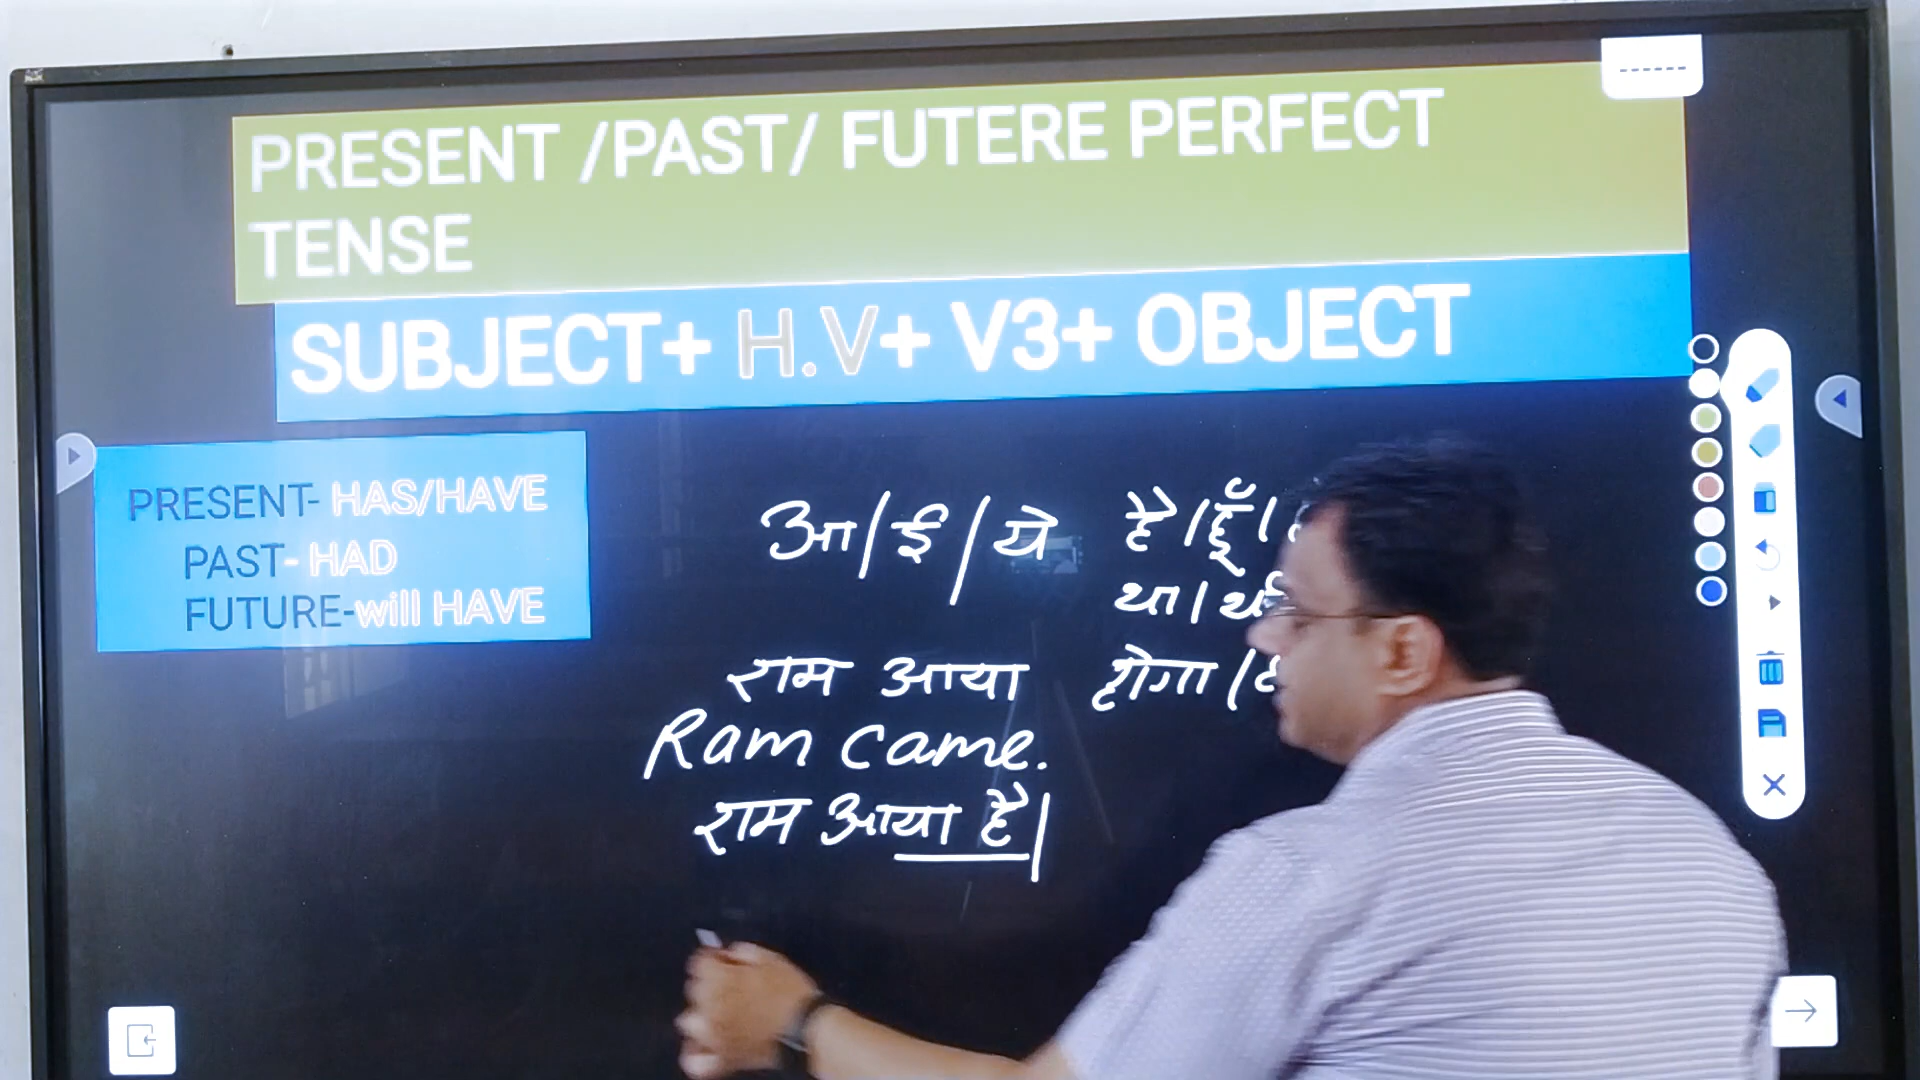 PRESENT /PAST/ FUTERE PERFECT
TENSE
SUBJECT+ H.V+ V3+ OBJECT
PRESENT- HAS/HAVE
PAST- HAD
FUTURE-will HAVE
आ/ई/ये है/हूँ/
था/थी
राम आया होगा/
Ram came.
राम आया है|